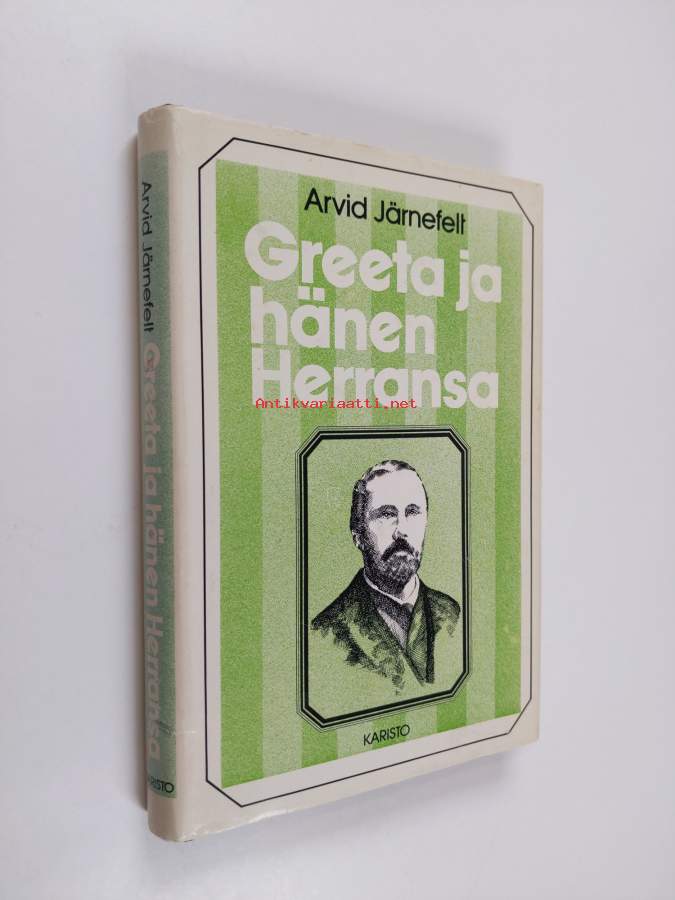 Arvid Järnefelt
Greeta ja
hänen
Herransa
Antikvariaatti.net
KARISTO
Arvid Järnefelt Greeta ja hänen Herransa
KARISTO